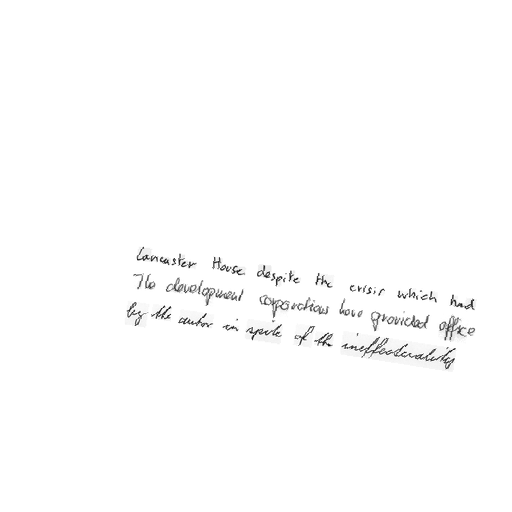 Lancaster House despite the crisis which had
The development corporations have provided office
by the author in spite of the ineffectuality